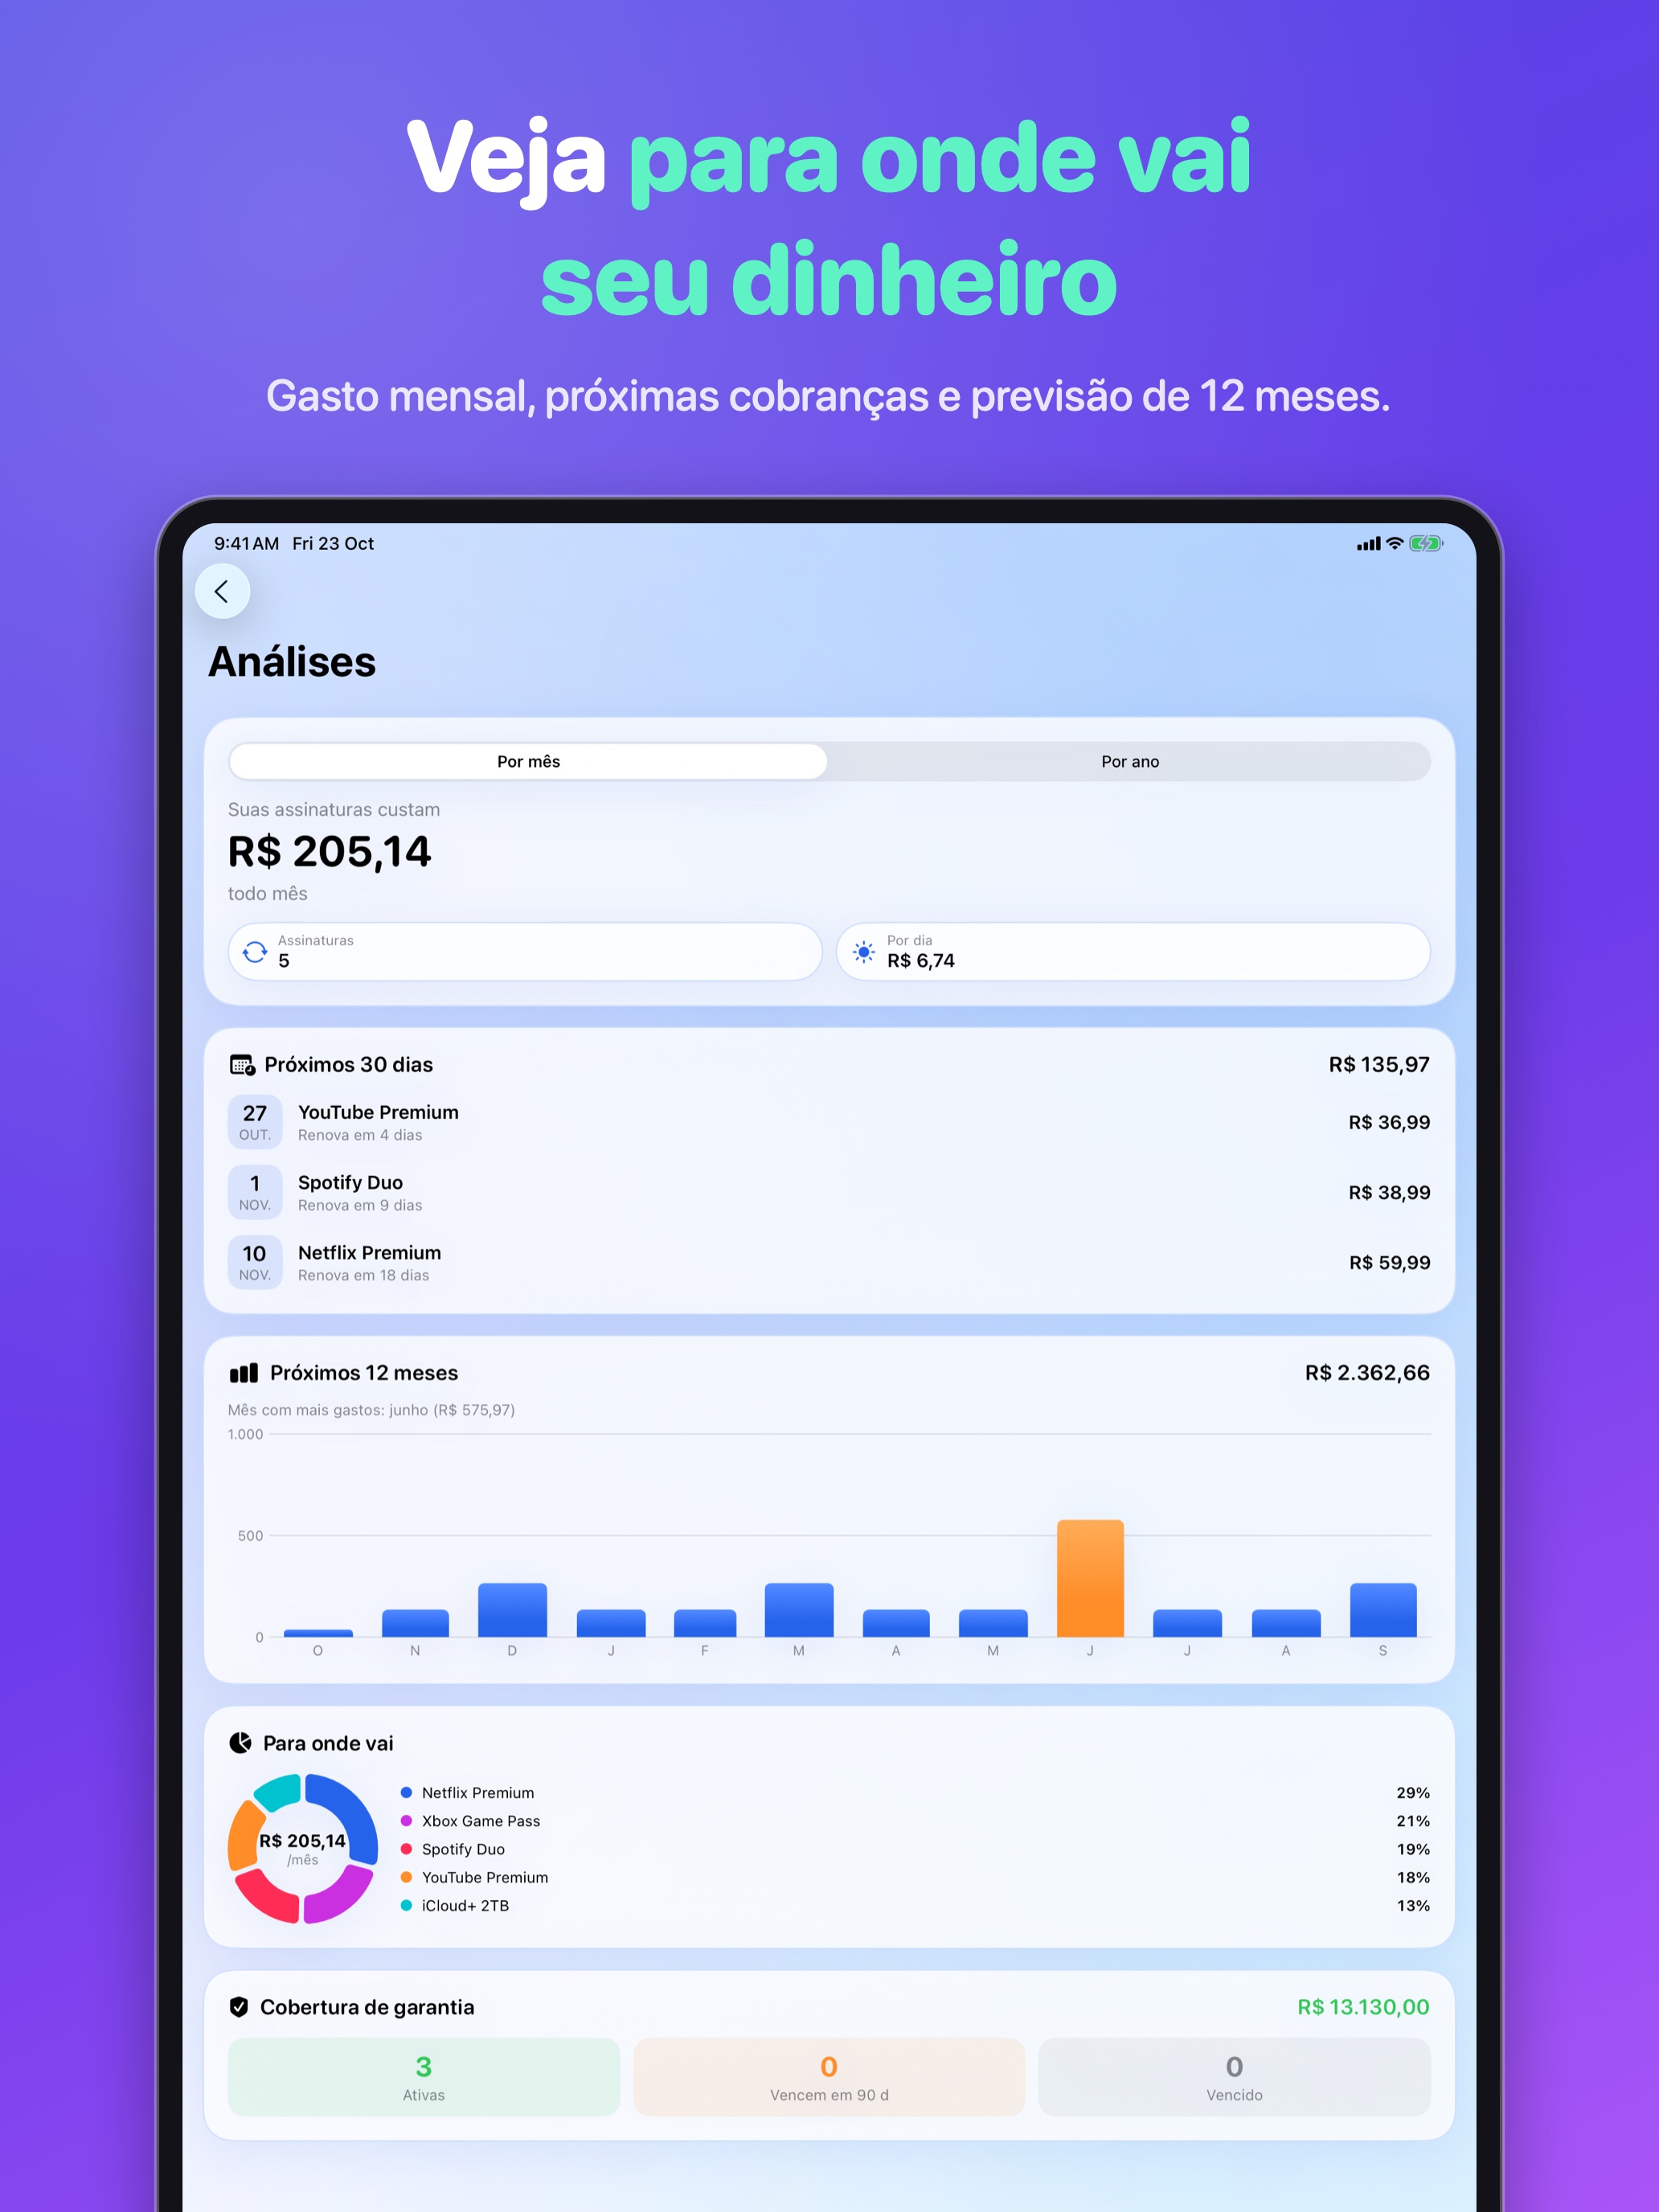 Veja para onde vai
seu dinheiro
Gasto mensal, próximas cobranças e previsão de 12 meses.
9:41 AM Fri 23 Oct
Análises
Por mês
Por ano
Suas assinaturas custam
R$ 205,14
todo mês
Assinaturas
5
Por dia
R$ 6,74
Próximos 30 dias
R$ 135,97
27
OUT.
YouTube Premium
Renova em 4 dias
R$ 36,99
1
NOV.
Spotify Duo
Renova em 9 dias
R$ 38,99
10
NOV.
Netflix Premium
Renova em 18 dias
R$ 59,99
Próximos 12 meses
R$ 2.362,66
Mês com mais gastos: junho (R$ 575,97)
1.000
500
0
O N D J F M A M J J A S
Para onde vai
R$ 205,14
/mês
Netflix Premium 29%
Xbox Game Pass 21%
Spotify Duo 19%
YouTube Premium 18%
iCloud+ 2TB 13%
Cobertura de garantia
R$ 13.130,00
3
Ativas
0
Vencem em 90 d
0
Vencido